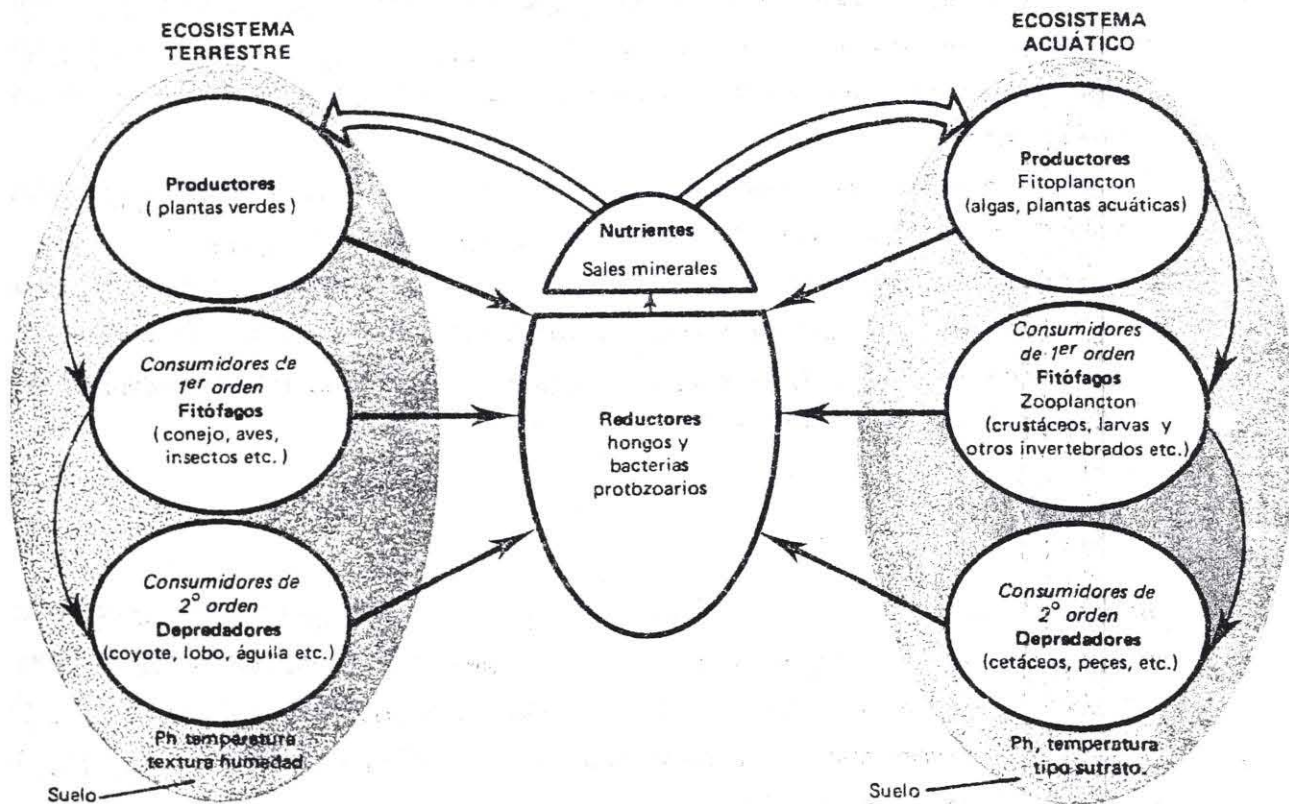 ECOSISTEMA
TERRESTRE
Productores
( plantas verdes )
Consumidores de
1er orden
Fitófagos
( conejo, aves,
insectos etc. )
Consumidores de
2° orden
Depredadores
(coyote, lobo, águila etc.)
Ph temperatura
textura humedad
Suelo
Nutrientes
Sales minerales
Reductores
hongos y
bacterias
protbzoarios
ECOSISTEMA
ACUÁTICO
Productores
Fitoplancton
(algas, plantas acuáticas)
Consumidores
de 1er orden
Fitófagos
Zooplancton
(crustáceos, larvas y
otros invertebrados etc.)
Consumidores de
2° orden
Depredadores
(cetáceos, peces, etc.)
Ph, temperatura
tipo sutrato.
Suelo